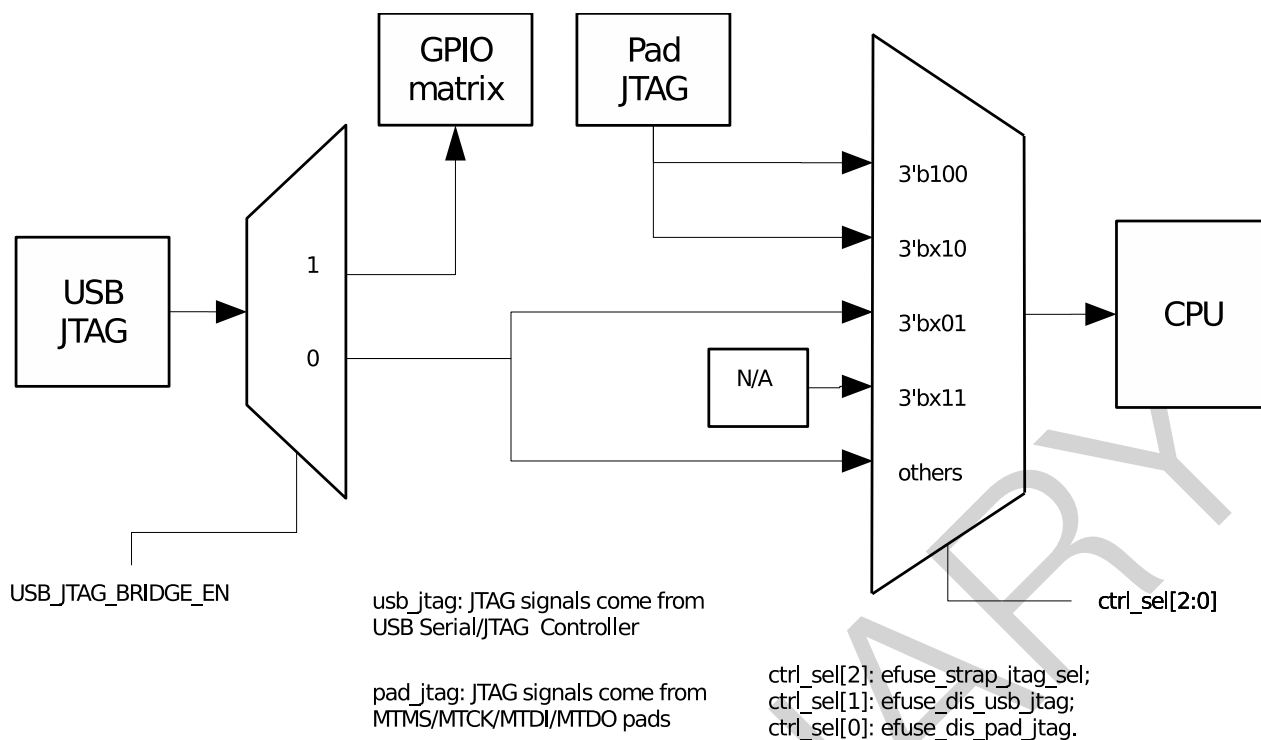 GPIO
matrix
Pad
JTAG
3'b100
3'bx10
USB
JTAG
1
0
3'bx01
CPU
N/A
3'bx11
others
USB_JTAG_BRIDGE_EN
usb_jtag: JTAG signals come from
USB Serial/JTAG Controller
ctrl_sel[2:0]
pad_jtag: JTAG signals come from
MTMS/MTCK/MTDI/MTDO pads
ctrl_sel[2]: efuse_strap_jtag_sel;
ctrl_sel[1]: efuse_dis_usb_jtag;
ctrl_sel[0]: efuse_dis_pad_jtag.